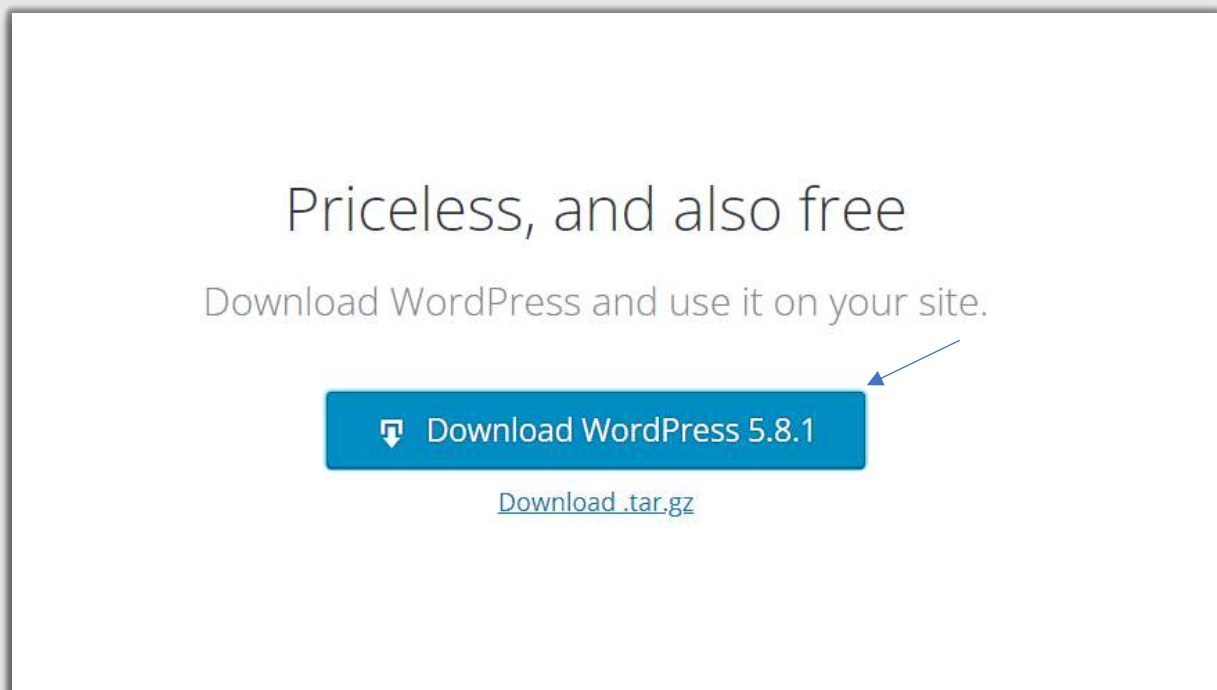 Priceless, and also free
Download WordPress and use it on your site.
Download WordPress 5.8.1
Download .tar.gz